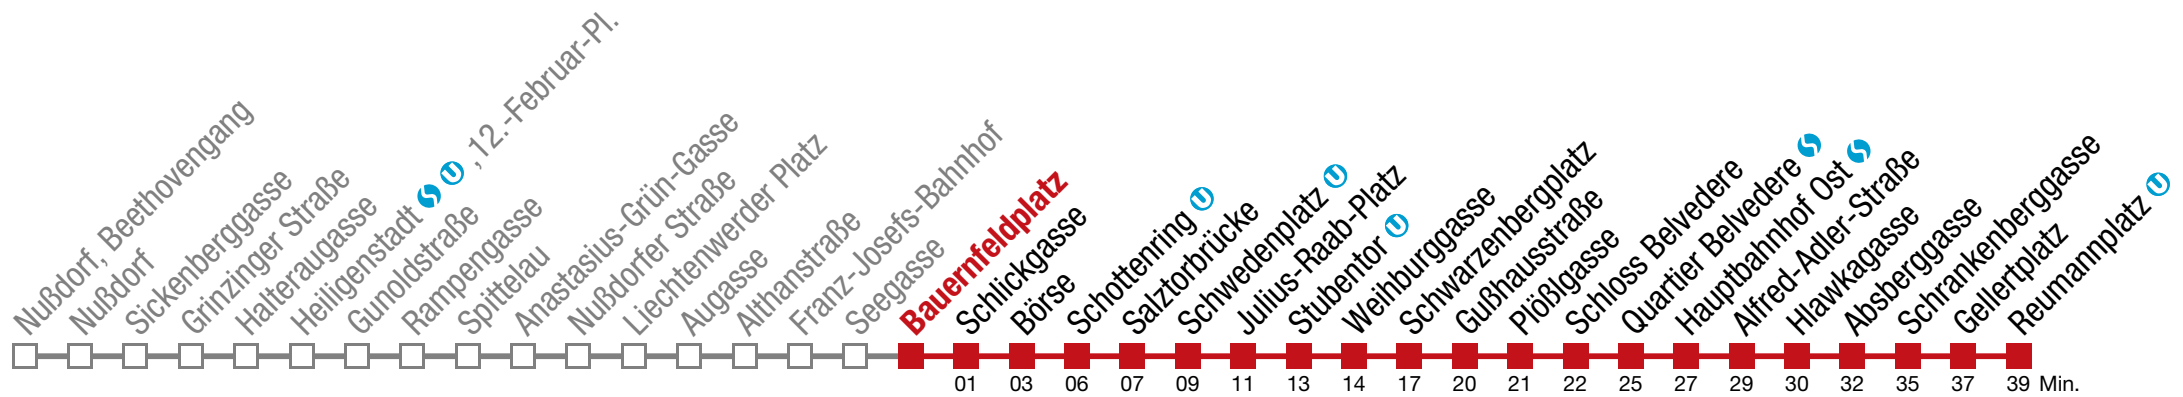 Nußdorf, Beethovengang
Nußdorf
Sickenberggasse
Grinzinger Straße
Halteraugasse
Heiligenstadt S U , 12.-Februar-Pl.
Gunoldstraße
Rampengasse
Spittelau
Anastasius-Grün-Gasse
Nußdorfer Straße
Liechtenwerder Platz
Augasse
Althanstraße
Franz-Josefs-Bahnhof
Seegasse
Bauernfeldplatz
Schlickgasse
Börse
Schottenring U
Salztorbrücke
Schwedenplatz U
Julius-Raab-Platz
Stubentor U
Weihburggasse
Schwarzenbergplatz
Gußhausstraße
Plößlgasse
Schloss Belvedere
Quartier Belvedere S
Hauptbahnhof Ost S
Alfred-Adler-Straße
Hlawkagasse
Absberggasse
Schrankenberggasse
Gellertplatz
Reumannplatz U
01 03 06 07 09 11 13 14 17 20 21 22 25 27 29 30 32 35 37 39 Min.